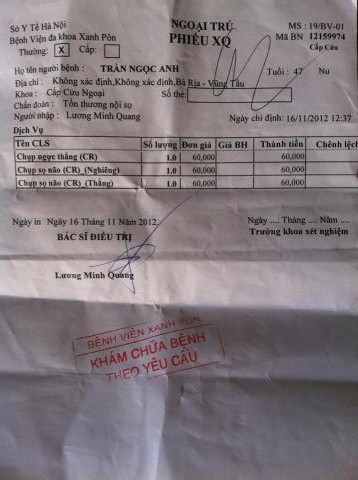 Sở Y Tế Hà Nội
Bệnh Viện đa khoa Xanh Pôn
Thường: X Cấp:
NGOẠI TRÚ
PHIẾU XQ
MS : 19/BV-01
Mã BN 12159974
Cấp Cứu
Họ tên người bệnh : TRẦN NGỌC ANH Tuổi : 47 Nu
Địa chỉ : Không xác định,Không xác định,Bà Rịa - Vũng Tầu
Khoa : Cấp Cứu Ngoại Số thẻ:
Chẩn đoán : Tổn thương nội sọ
Người nhập : Lương Minh Quang Ngày chỉ định: 16/11/2012 12:37
Dịch Vụ
Tên CLS Số lượng Đơn giá Giá BH Thành tiền Chênh lệch
Chụp ngực thẳng (CR) 1.0 60,000 60,000
Chụp sọ não (CR)_(Nghiêng) 1.0 60,000 60,000
Chụp sọ não (CR)_(Thẳng) 1.0 60,000 60,000
Ngày in Ngày 16 Tháng 11 Năm 2012. Ngày .... Tháng .... Năm...
BÁC SĨ ĐIỀU TRỊ Trưởng khoa xét nghiệm
Lương Minh Quang
BỆNH VIỆN XANH PÔN
KHÁM CHỮA BỆNH
THEO YÊU CẦU